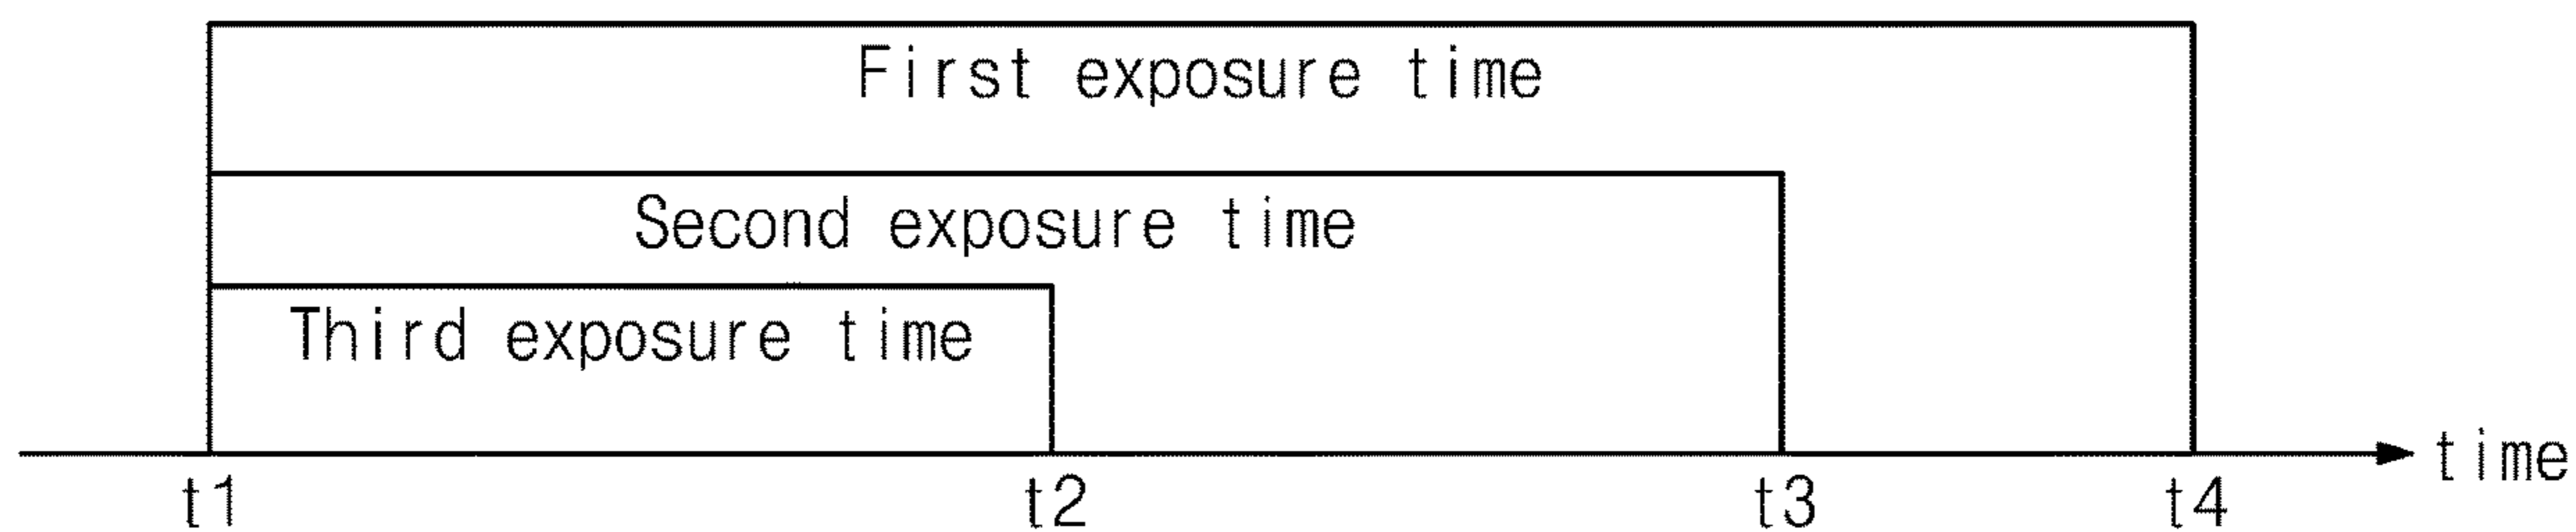 First exposure time
Second exposure time
Third exposure time
time
t1 t2 t3 t4